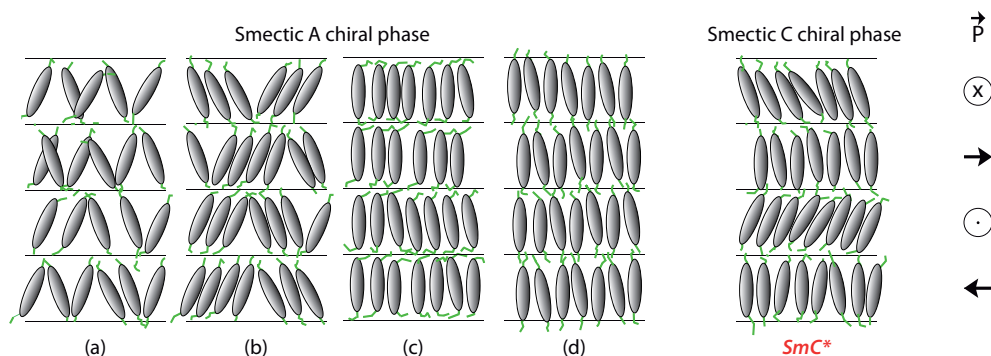 Smectic A chiral phase
Smectic C chiral phase
P
x
(a)
(b)
(c)
(d)
SmC*